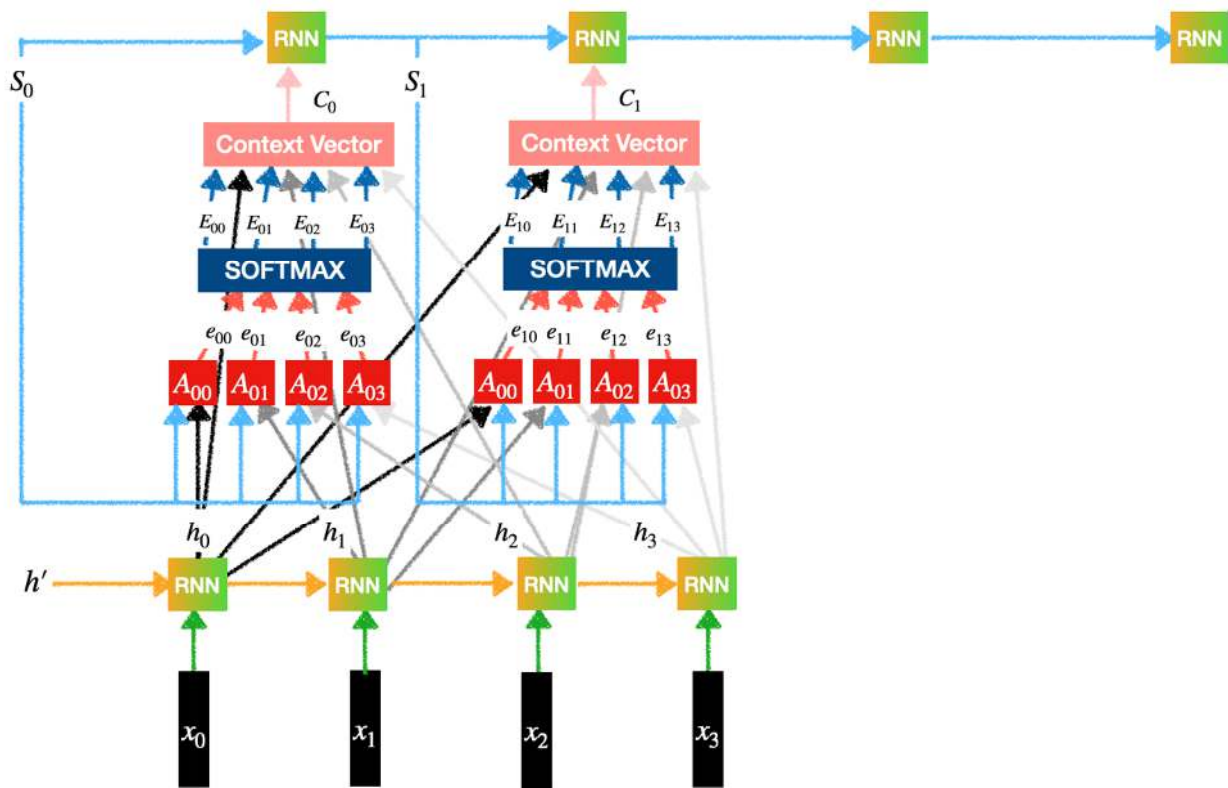 RNN RNN RNN RNN
S₀ S₁
C₀ C₁
Context Vector Context Vector
E₀₀ E₀₁ E₀₂ E₀₃ E₁₀ E₁₁ E₁₂ E₁₃
SOFTMAX SOFTMAX
e₀₀ e₀₁ e₀₂ e₀₃ e₁₀ e₁₁ e₁₂ e₁₃
A₀₀ A₀₁ A₀₂ A₀₃ A₀₀ A₀₁ A₀₂ A₀₃
h₀ h₁ h₂ h₃
h′ RNN RNN RNN RNN
x₀ x₁ x₂ x₃